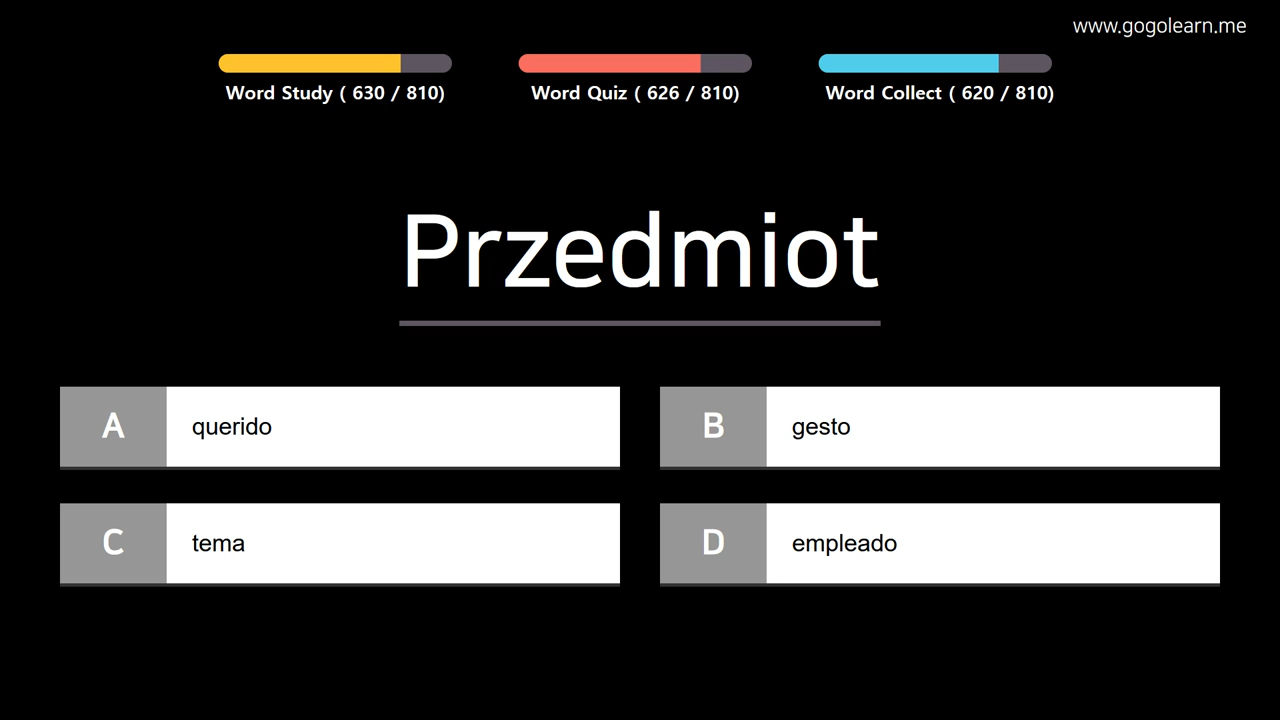 www.gogolearn.me
Word Study ( 630 / 810)
Word Quiz ( 626 / 810)
Word Collect ( 620 / 810)
Przedmiot
A querido
B gesto
C tema
D empleado